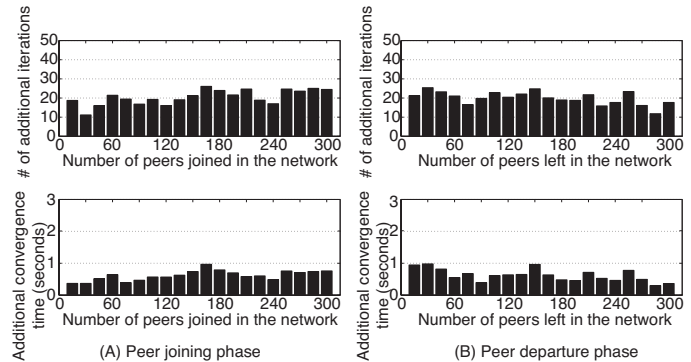 # of additional iterations
50
40
30
20
10
0
0 60 120 180 240 300
Number of peers joined in the network
# of additional iterations
50
40
30
20
10
0
0 60 120 180 240 300
Number of peers left in the network
Additional convergence
time (seconds)
3
2
1
0
0 60 120 180 240 300
Number of peers joined in the network
(A) Peer joining phase
Additional convergence
time (seconds)
3
2
1
0
0 60 120 180 240 300
Number of peers left in the network
(B) Peer departure phase